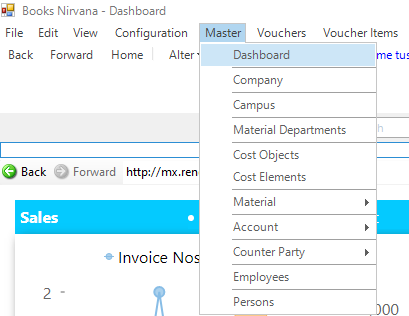 Books Nirvana - Dashboard
File Edit View Configuration Master Vouchers Voucher Items
Back Forward Home Alter me tus
Dashboard
Company
Campus
Material Departments
Cost Objects
Cost Elements
Material
Account
Counter Party
Employees
Persons
Back Forward http://mx.ren
Sales
Invoice Nos
2
000